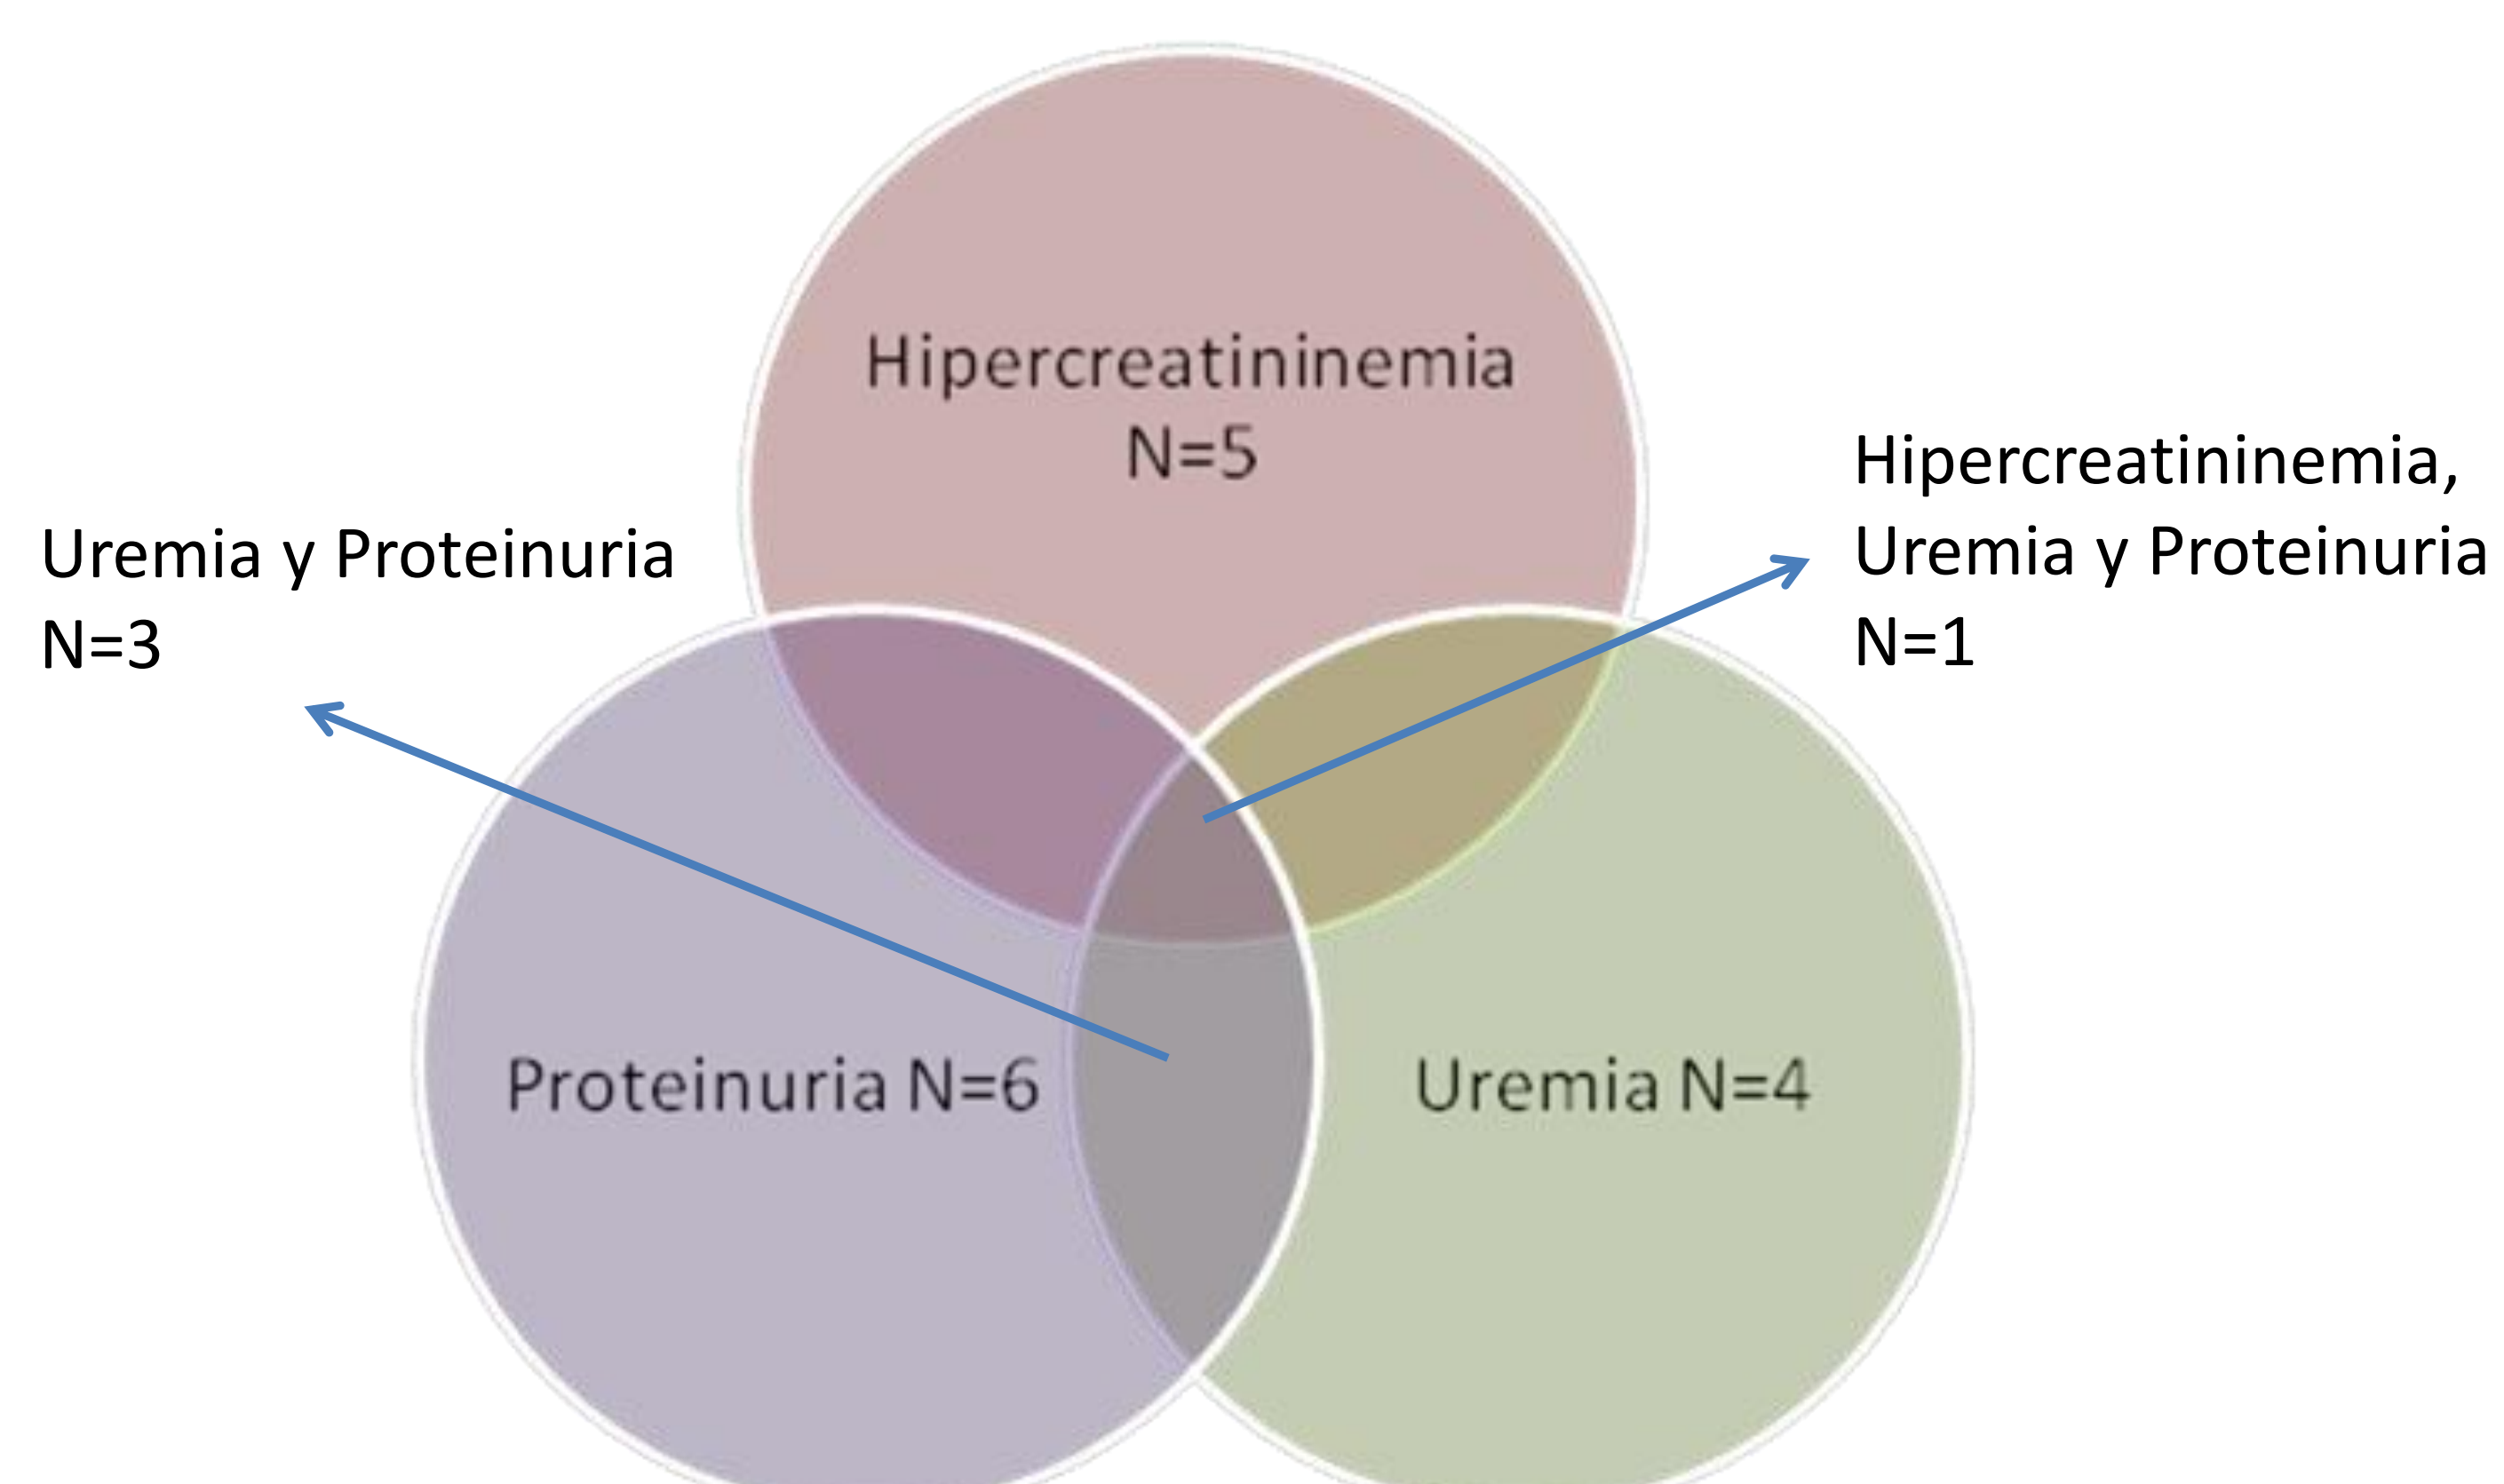 Hipercreatininemia
N=5
Uremia y Proteinuria
N=3
Hipercreatininemia,
Uremia y Proteinuria
N=1
Proteinuria N=6
Uremia N=4